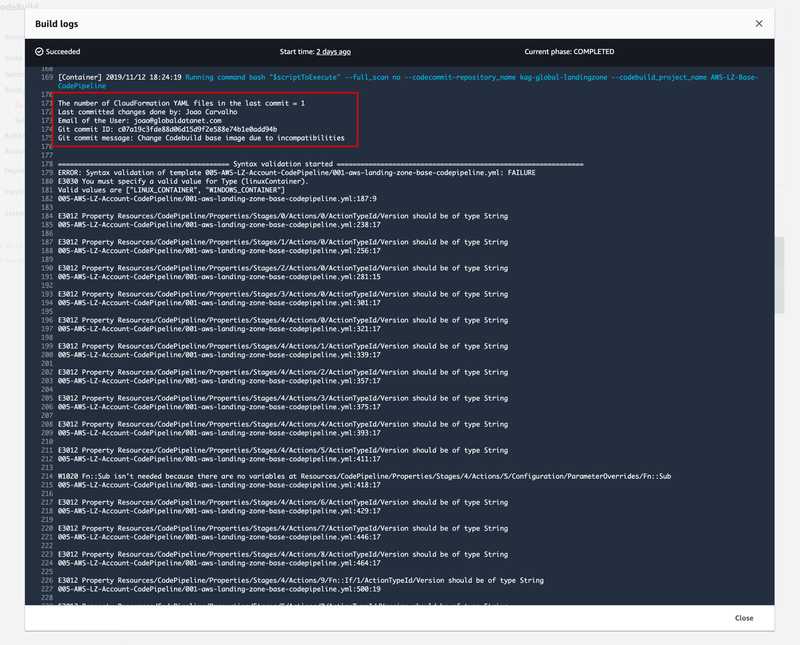 Build logs
Succeeded
Start time: 2 days ago
Current phase: COMPLETED
168
169 [Container] 2019/11/12 18:24:19 Running command bash "$scriptToExecute" --full_scan no --codecommit-repository_name kag-global-landingzone --codebuild_project_name AWS-LZ-Base-
CodePipeline
170
171 The number of CloudFormation YAML files in the last commit = 1
172 Last committed changes done by: Joao Carvalho
173 Email of the User: joao@globaldatanet.com
174 Git commit ID: c07a19c3fde88d06d15d9f2e588e74b1e0add94b
175 Git commit message: Change Codebuild base image due to incompatibilities
176
177
178 ======================================== Syntax validation started ==========================================================
179 ERROR: Syntax validation of template 005-AWS-LZ-Account-CodePipeline/001-aws-landing-zone-base-codepipeline.yml: FAILURE
180 E3030 You must specify a valid value for Type (linuxContainer).
181 Valid values are ["LINUX_CONTAINER", "WINDOWS_CONTAINER"]
182 005-AWS-LZ-Account-CodePipeline/001-aws-landing-zone-base-codepipeline.yml:187:9
183
184 E3012 Property Resources/CodePipeline/Properties/Stages/0/Actions/0/ActionTypeId/Version should be of type String
185 005-AWS-LZ-Account-CodePipeline/001-aws-landing-zone-base-codepipeline.yml:238:17
186
187 E3012 Property Resources/CodePipeline/Properties/Stages/1/Actions/0/ActionTypeId/Version should be of type String
188 005-AWS-LZ-Account-CodePipeline/001-aws-landing-zone-base-codepipeline.yml:256:17
189
190 E3012 Property Resources/CodePipeline/Properties/Stages/2/Actions/0/ActionTypeId/Version should be of type String
191 005-AWS-LZ-Account-CodePipeline/001-aws-landing-zone-base-codepipeline.yml:281:15
192
193 E3012 Property Resources/CodePipeline/Properties/Stages/3/Actions/0/ActionTypeId/Version should be of type String
194 005-AWS-LZ-Account-CodePipeline/001-aws-landing-zone-base-codepipeline.yml:301:17
195
196 E3012 Property Resources/CodePipeline/Properties/Stages/4/Actions/0/ActionTypeId/Version should be of type String
197 005-AWS-LZ-Account-CodePipeline/001-aws-landing-zone-base-codepipeline.yml:321:17
198
199 E3012 Property Resources/CodePipeline/Properties/Stages/4/Actions/1/ActionTypeId/Version should be of type String
200 005-AWS-LZ-Account-CodePipeline/001-aws-landing-zone-base-codepipeline.yml:339:17
201
202 E3012 Property Resources/CodePipeline/Properties/Stages/4/Actions/2/ActionTypeId/Version should be of type String
203 005-AWS-LZ-Account-CodePipeline/001-aws-landing-zone-base-codepipeline.yml:357:17
204
205 E3012 Property Resources/CodePipeline/Properties/Stages/4/Actions/3/ActionTypeId/Version should be of type String
206 005-AWS-LZ-Account-CodePipeline/001-aws-landing-zone-base-codepipeline.yml:375:17
207
208 E3012 Property Resources/CodePipeline/Properties/Stages/4/Actions/4/ActionTypeId/Version should be of type String
209 005-AWS-LZ-Account-CodePipeline/001-aws-landing-zone-base-codepipeline.yml:393:17
210
211 E3012 Property Resources/CodePipeline/Properties/Stages/4/Actions/5/ActionTypeId/Version should be of type String
212 005-AWS-LZ-Account-CodePipeline/001-aws-landing-zone-base-codepipeline.yml:411:17
213
214 W1020 Fn::Sub isn't needed because there are no variables at Resources/CodePipeline/Properties/Stages/4/Actions/5/Configuration/ParameterOverrides/Fn::Sub
215 005-AWS-LZ-Account-CodePipeline/001-aws-landing-zone-base-codepipeline.yml:418:17
216
217 E3012 Property Resources/CodePipeline/Properties/Stages/4/Actions/6/ActionTypeId/Version should be of type String
218 005-AWS-LZ-Account-CodePipeline/001-aws-landing-zone-base-codepipeline.yml:429:17
219
220 E3012 Property Resources/CodePipeline/Properties/Stages/4/Actions/7/ActionTypeId/Version should be of type String
221 005-AWS-LZ-Account-CodePipeline/001-aws-landing-zone-base-codepipeline.yml:446:17
222
223 E3012 Property Resources/CodePipeline/Properties/Stages/4/Actions/8/ActionTypeId/Version should be of type String
224 005-AWS-LZ-Account-CodePipeline/001-aws-landing-zone-base-codepipeline.yml:464:17
225
226 E3012 Property Resources/CodePipeline/Properties/Stages/4/Actions/9/Fn::If/1/ActionTypeId/Version should be of type String
227 005-AWS-LZ-Account-CodePipeline/001-aws-landing-zone-base-codepipeline.yml:500:19
228
Close